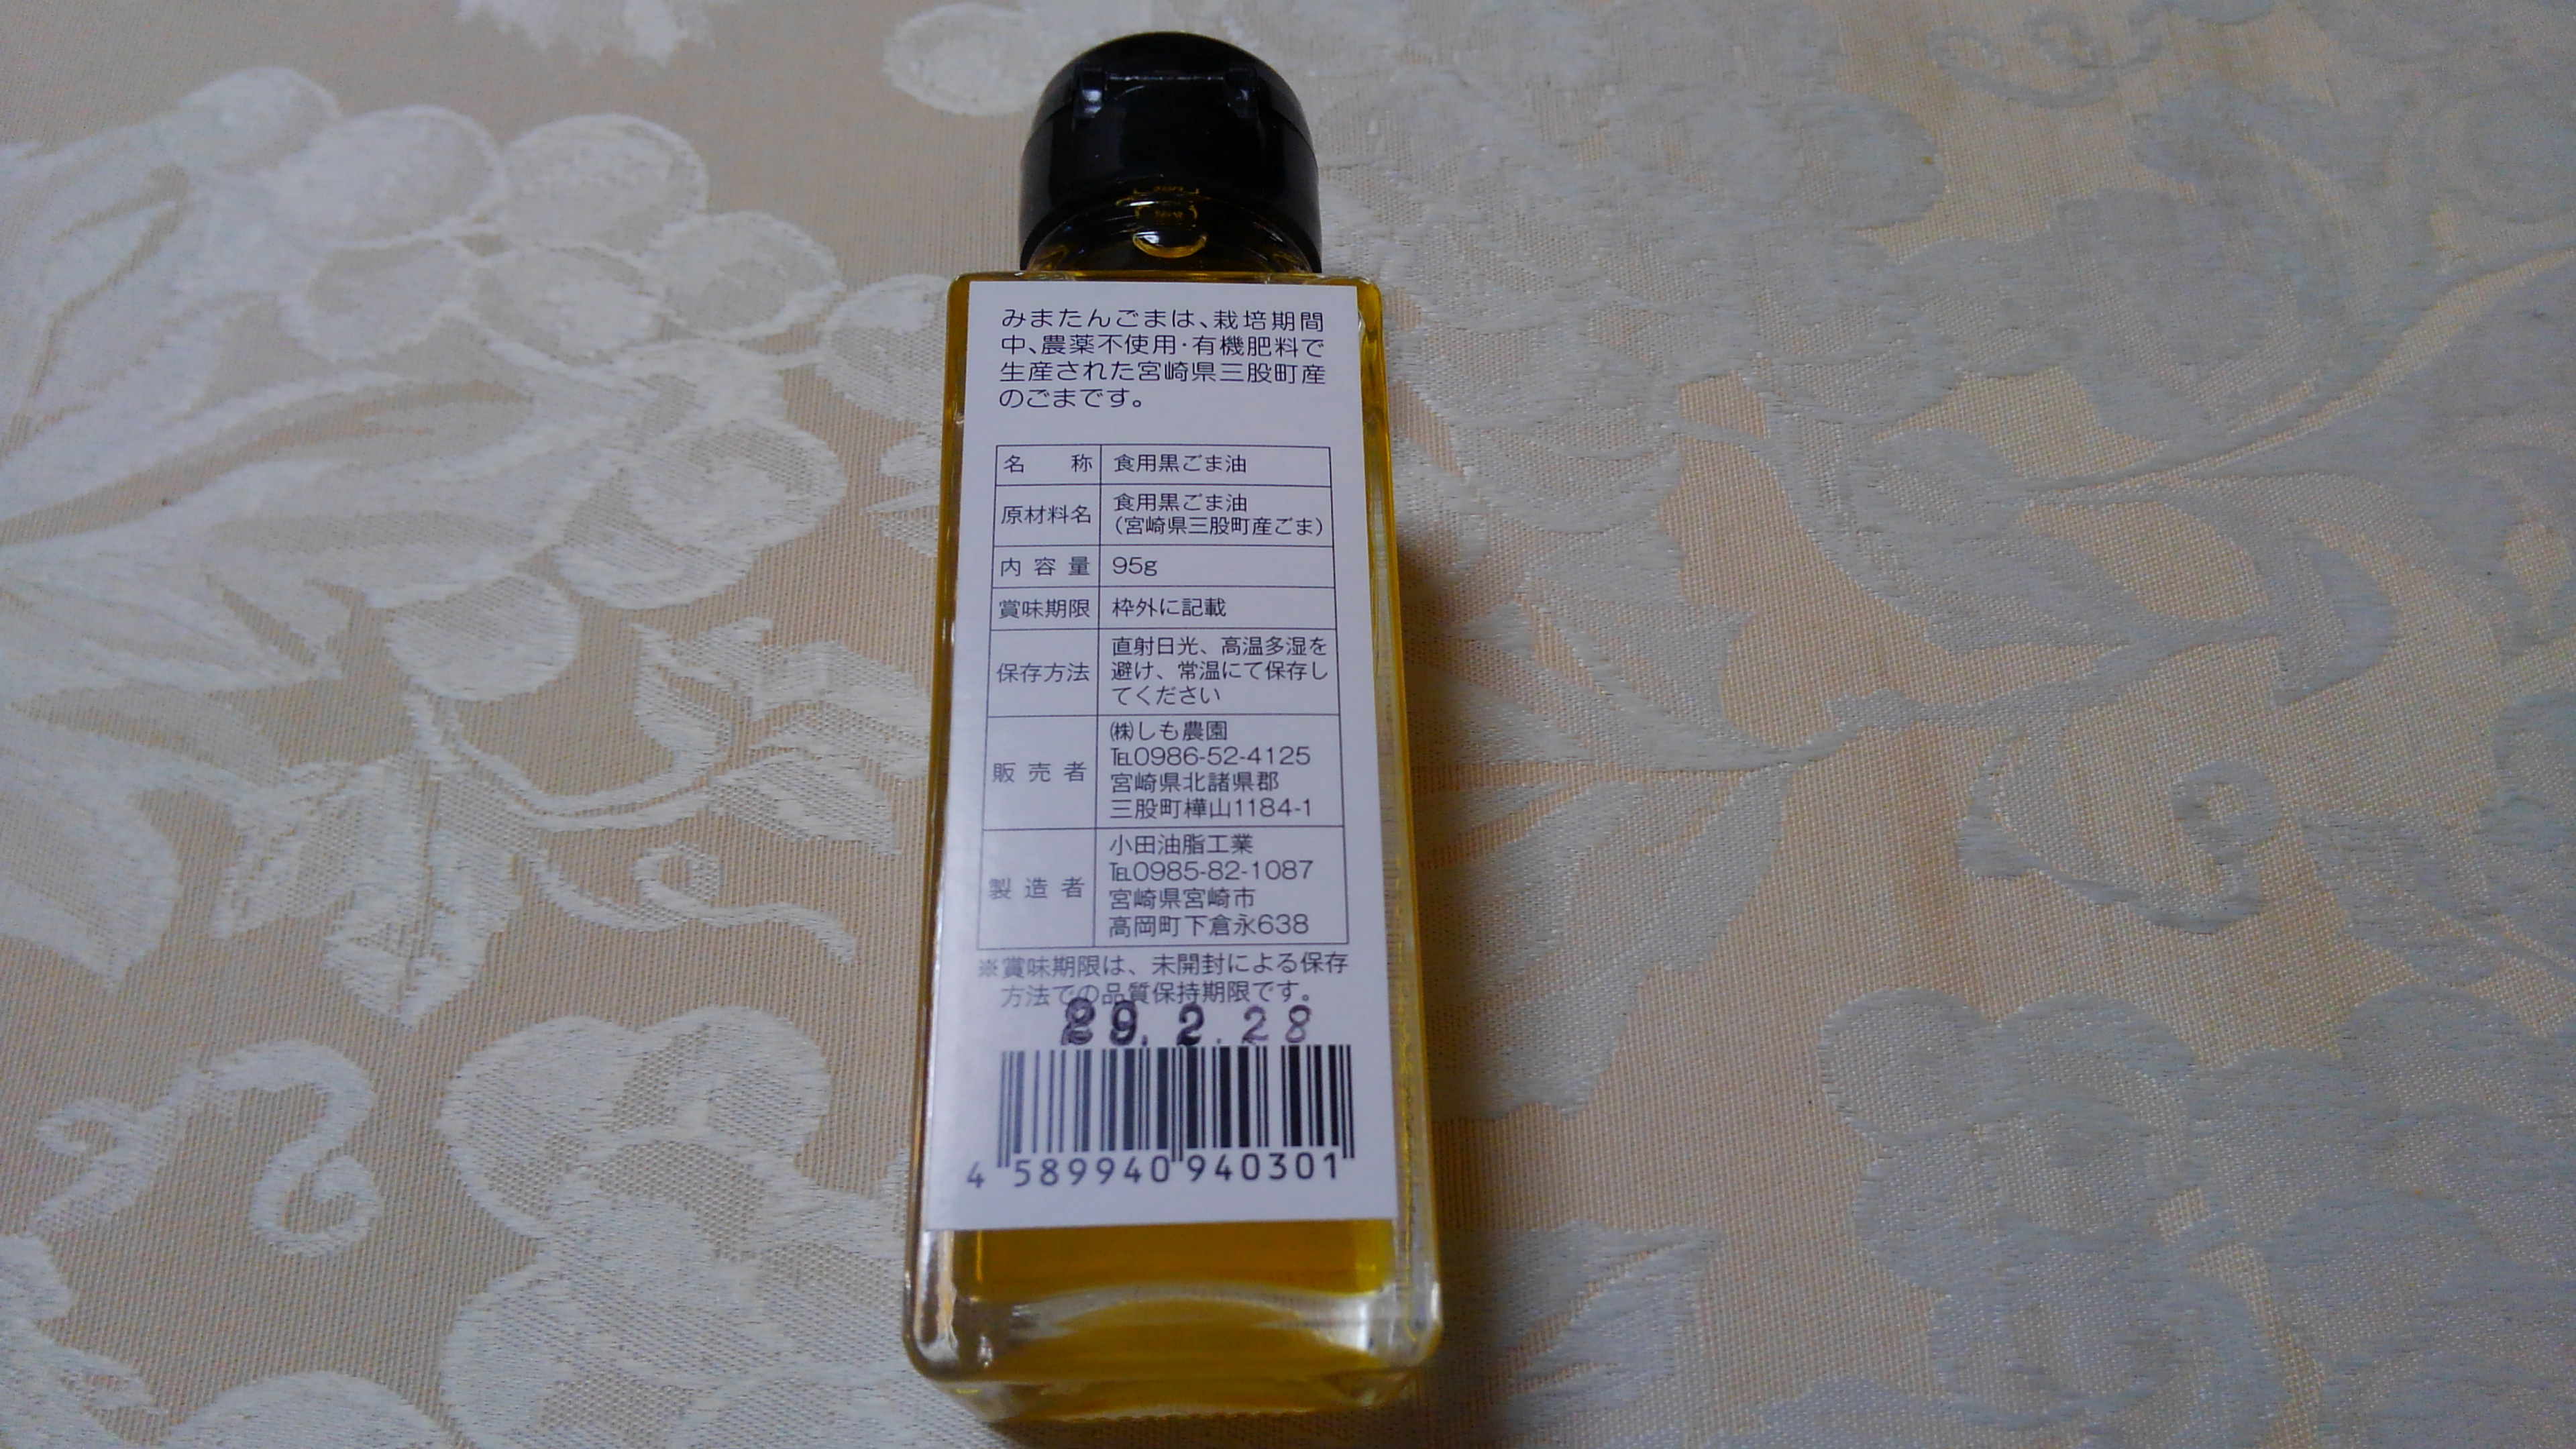 みまたんごまは、栽培期間
中、農薬不使用・有機肥料で
生産された宮崎県三股町産
のごまです。
名 称 食用黒ごま油
原材料名 食用黒ごま油
(宮崎県三股町産ごま)
内容量 95g
賞味期限 枠外に記載
保存方法 直射日光、高温多湿を
避け、常温にて保存し
てください
販売者 ㈱しも農園
℡0986-52-4125
宮崎県北諸県郡
三股町樺山1184-1
製造者 小田油脂工業
℡0985-82-1087
宮崎県宮崎市
高岡町下倉永638
※賞味期限は、未開封による保存
方法での品質保持期限です。
29.2.28
4 589940 940301